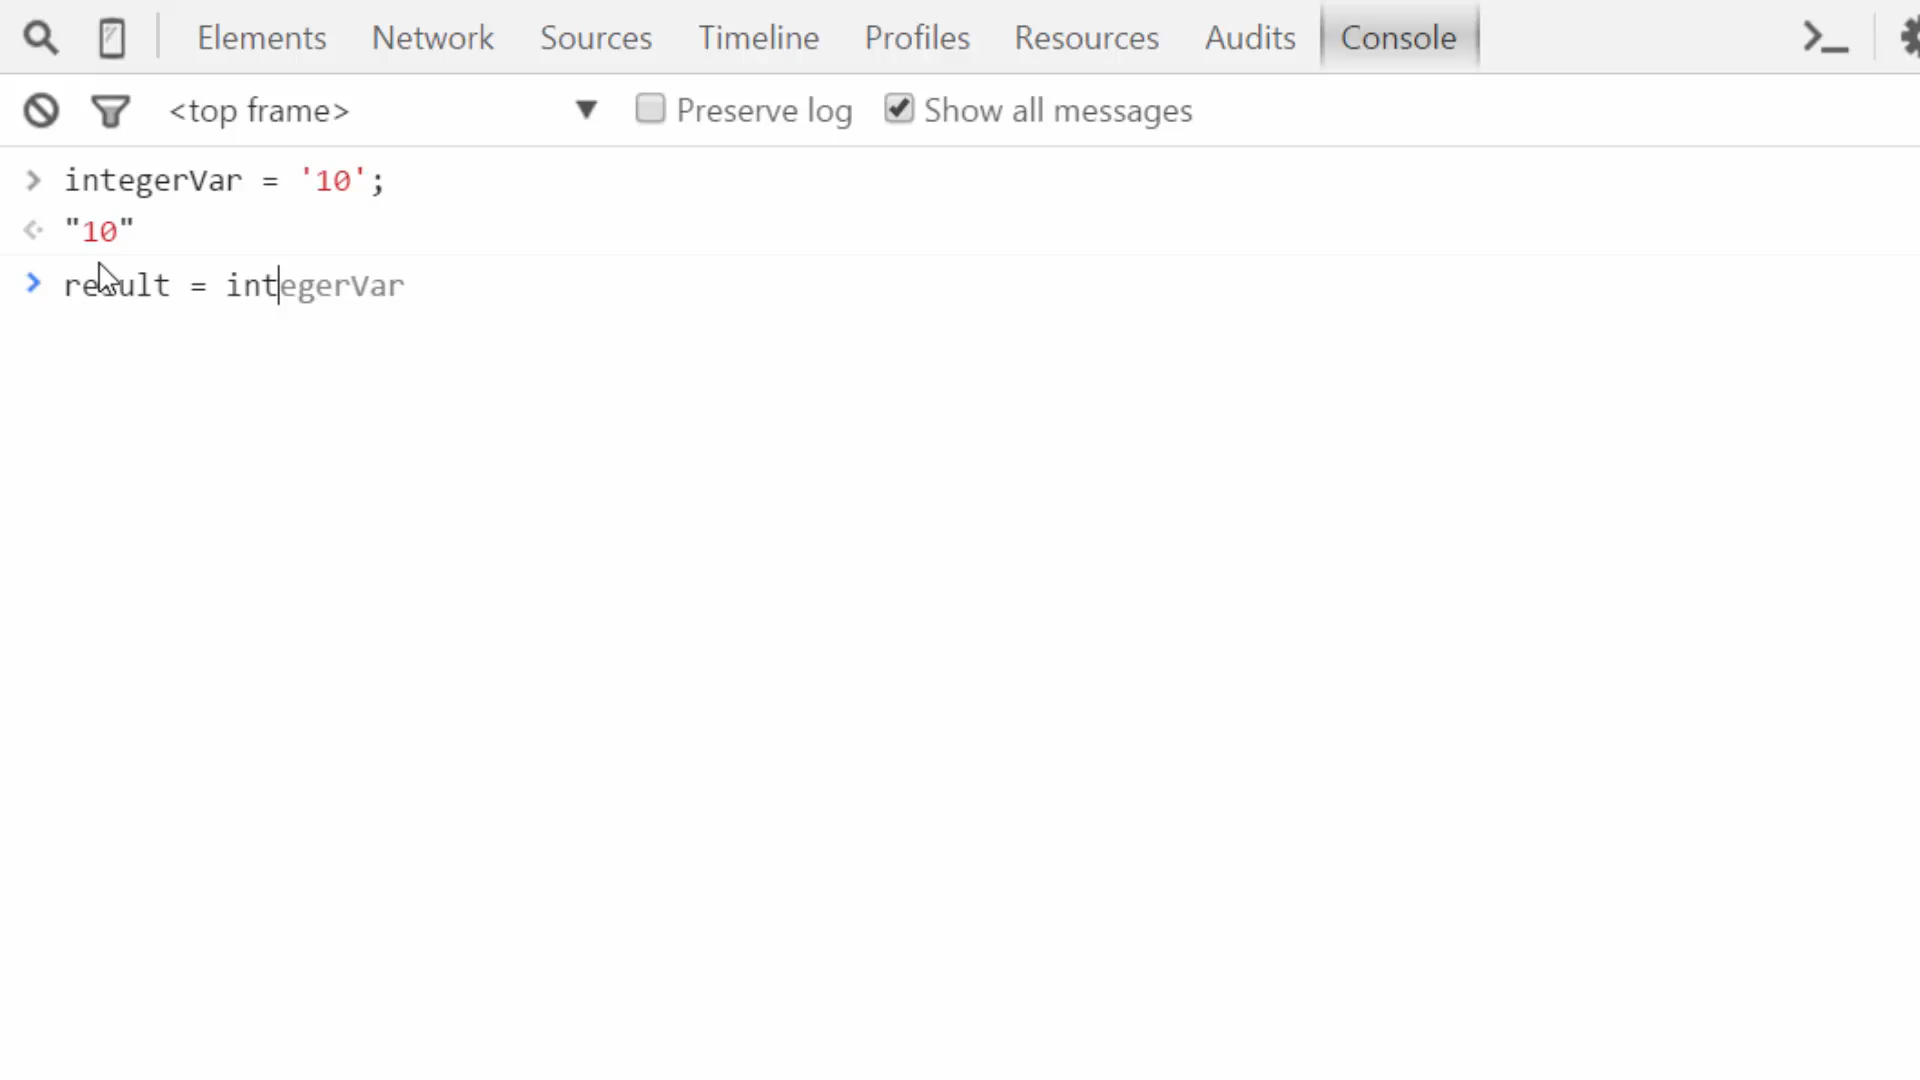 Elements Network Sources Timeline Profiles Resources Audits Console
<top frame> Preserve log Show all messages
> integerVar = '10';
"10"
> result = integerVar